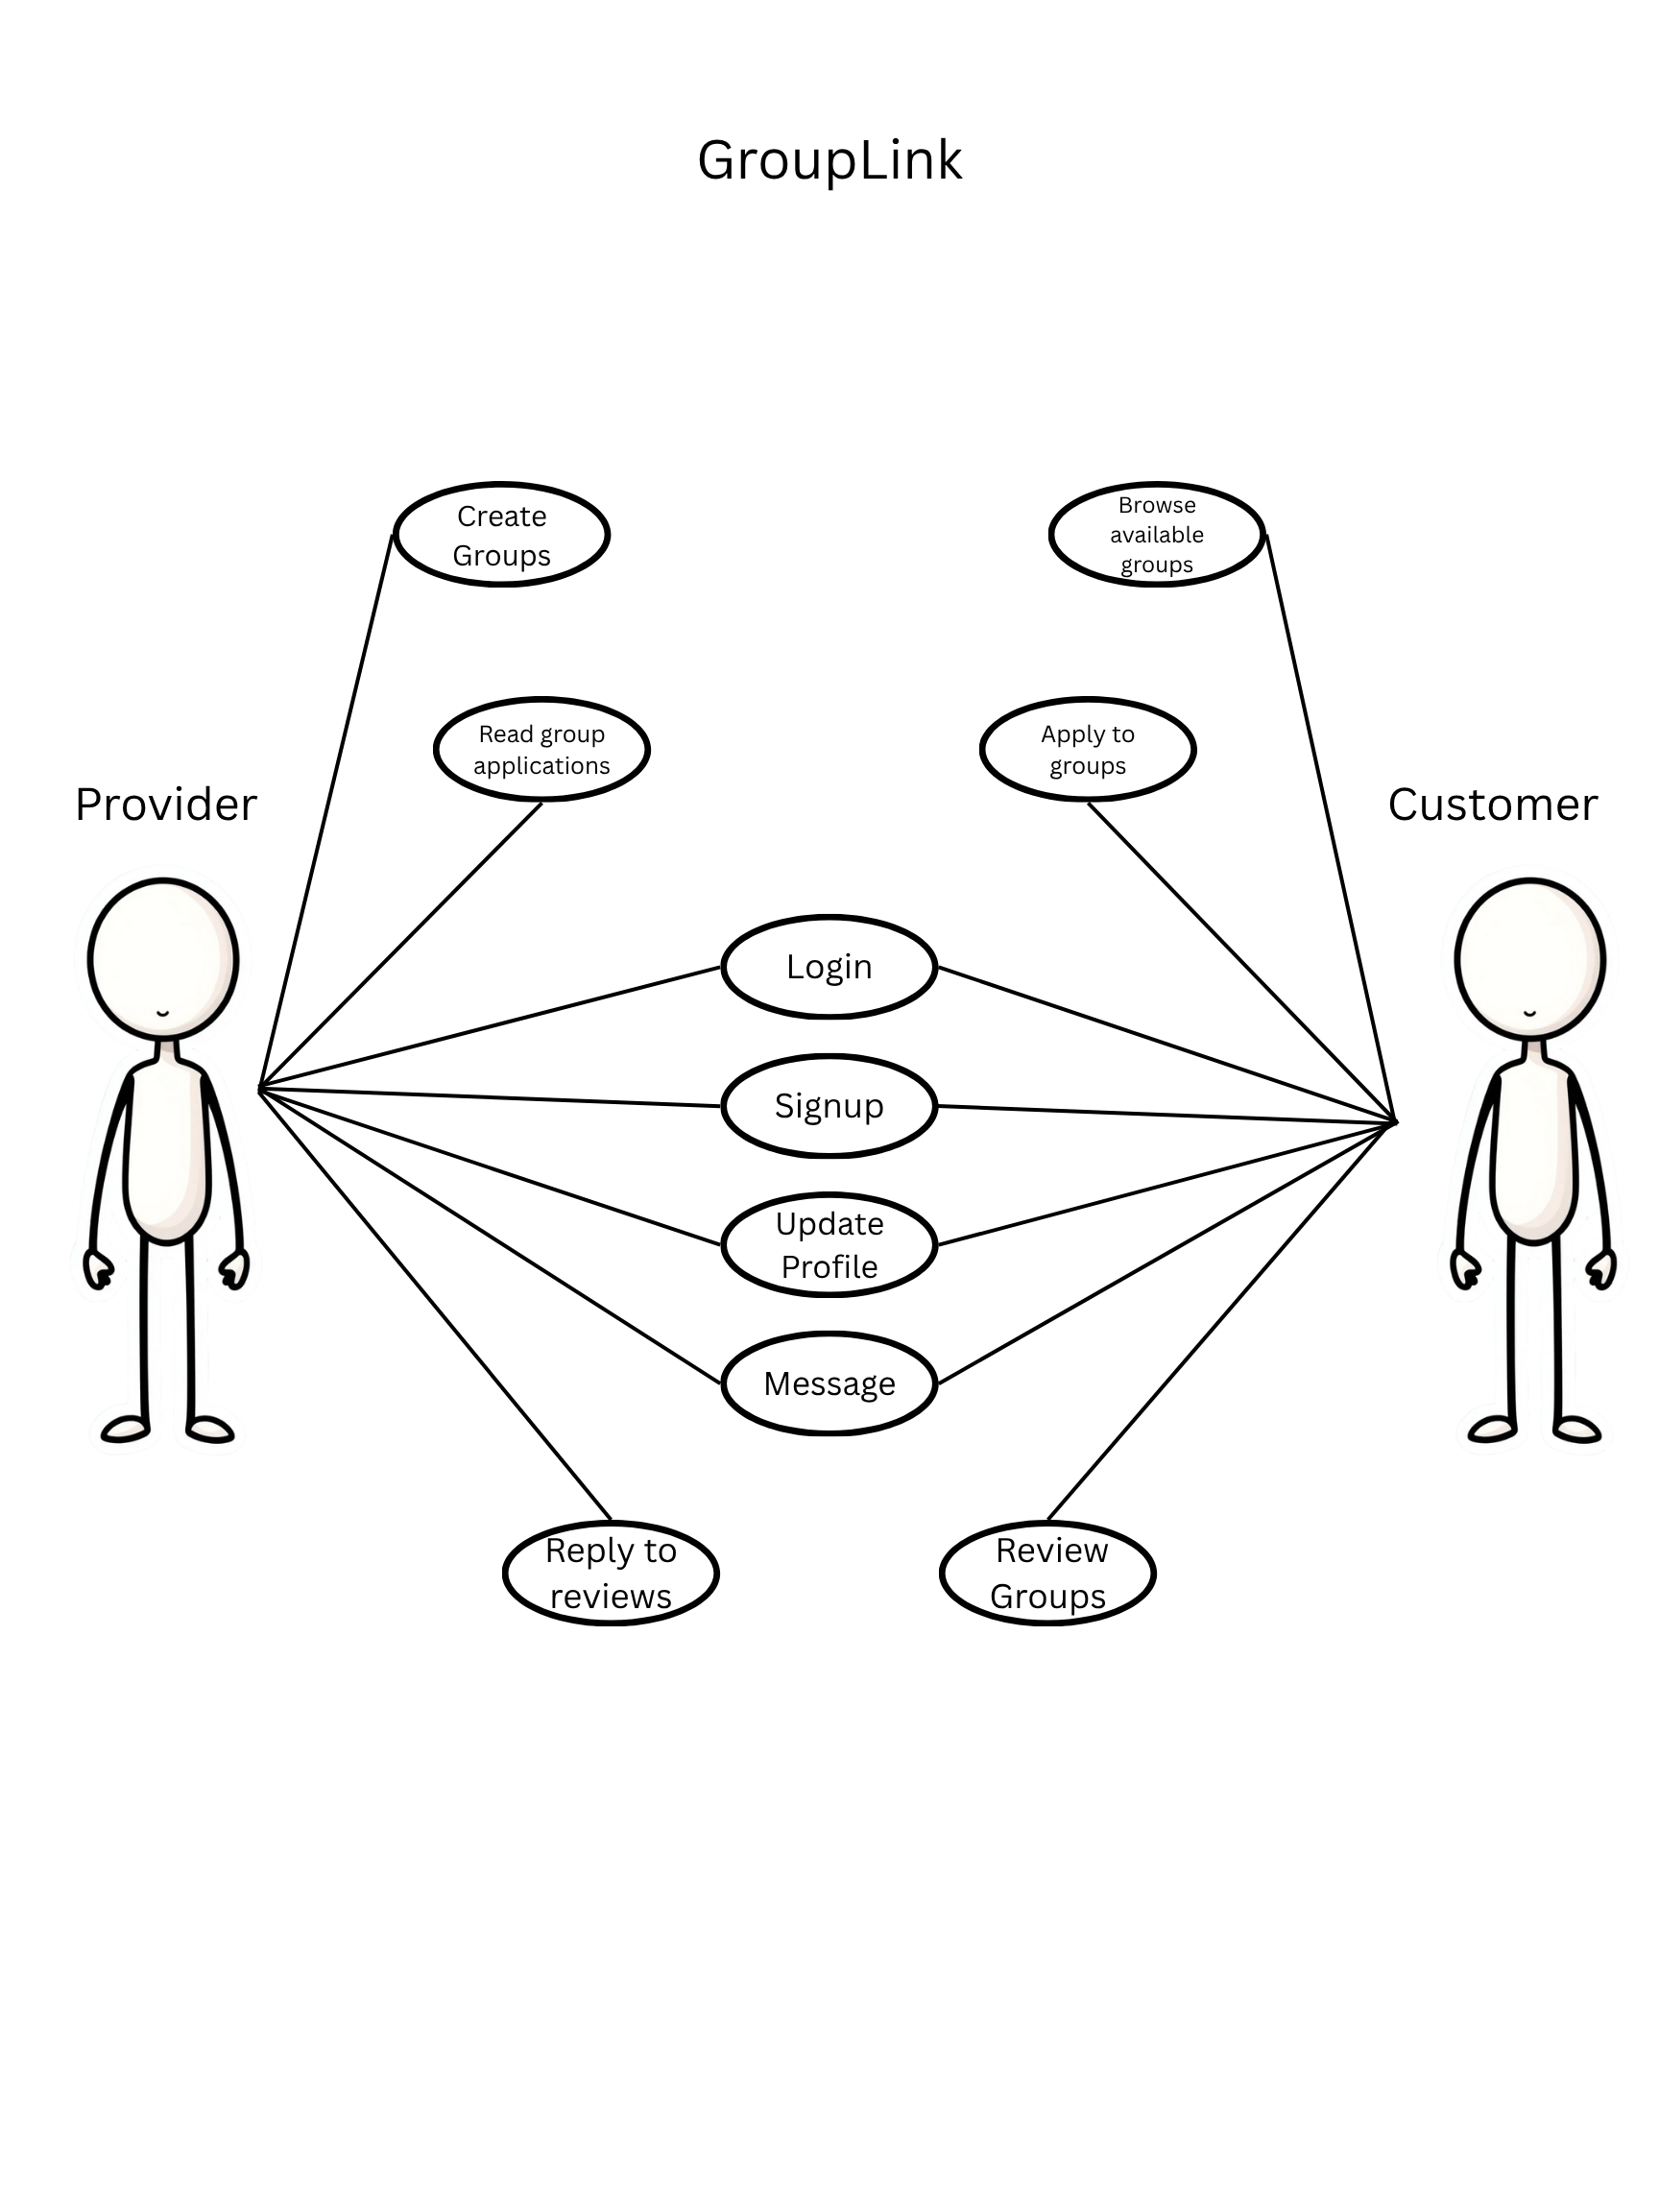 GroupLink
Create
Groups
Browse
available
groups
Read group
applications
Apply to
groups
Provider
Customer
Login
Signup
Update
Profile
Message
Reply to
reviews
Review
Groups